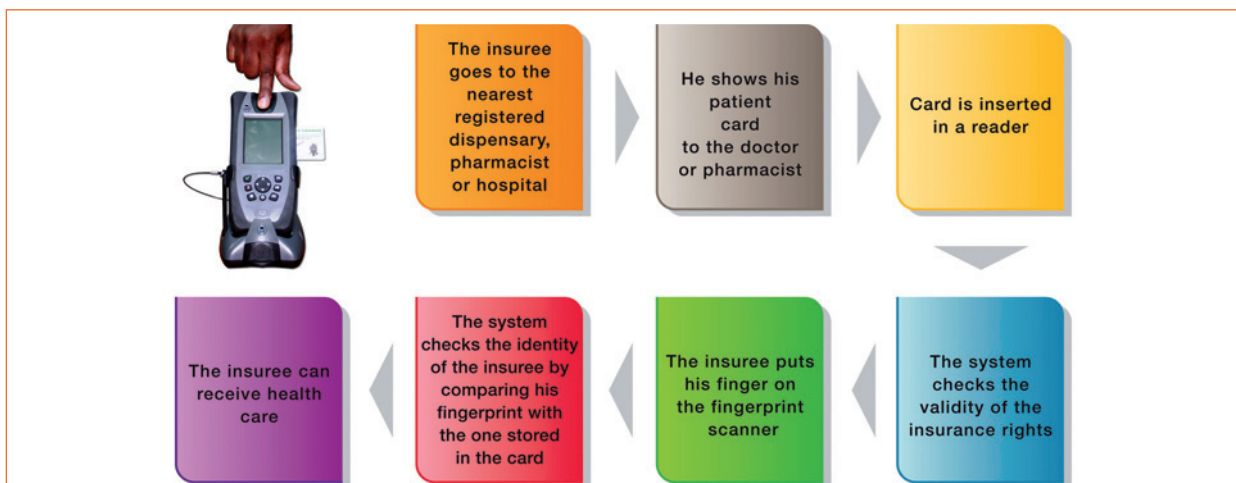 The insuree
goes to the
nearest
registered
dispensary,
pharmacist
or hospital
He shows his
patient
card
to the doctor
or pharmacist
Card is inserted
in a reader
The system
checks the
validity of the
insurance rights
The insuree puts
his finger on
the fingerprint
scanner
The system
checks the identity
of the insuree by
comparing his
fingerprint with
the one stored
in the card
The insuree can
receive health
care